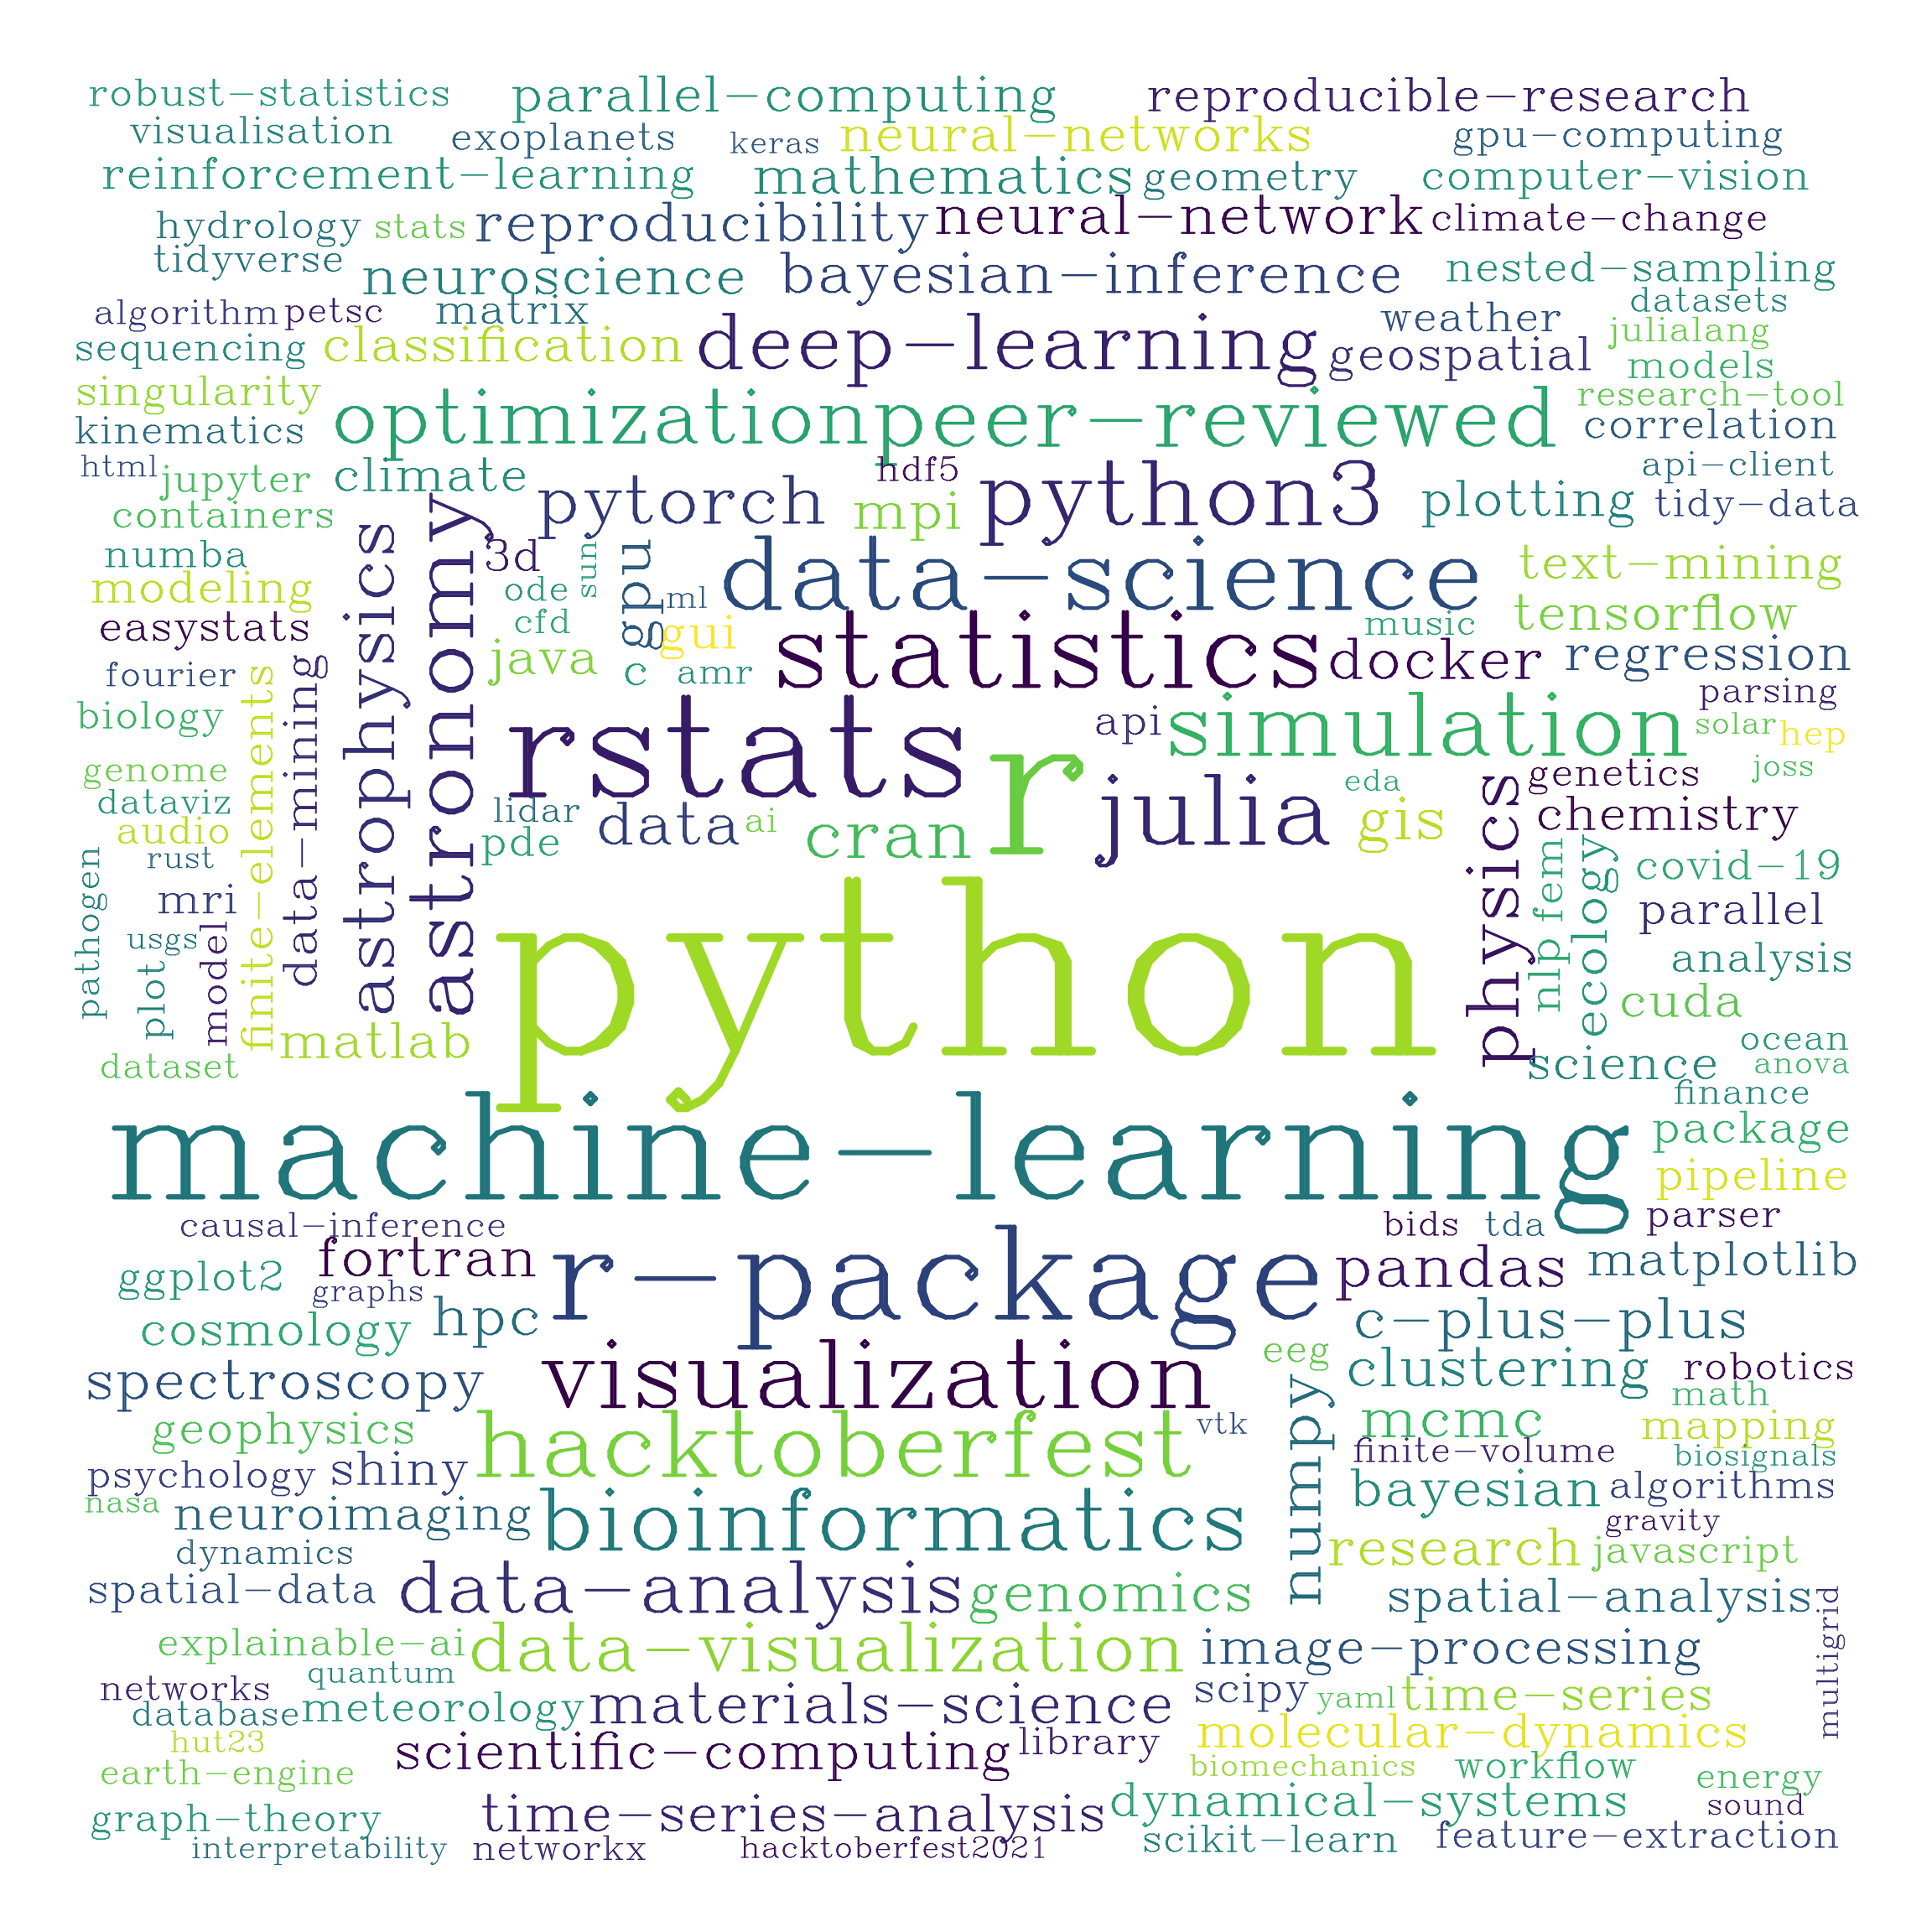 robust-statistics parallel-computing reproducible-research
visualisation exoplanets keras neural-networks gpu-computing
reinforcement-learning mathematics geometry computer-vision
hydrology stats reproducibility neural-network climate-change
tidyverse neuroscience bayesian-inference nested-sampling
algorithm petsc matrix weather datasets
sequencing classification deep-learning geospatial julialang
models
singularity optimization peer-reviewed research-tool
kinematics correlation
html jupyter climate hdf5 api-client
containers pytorch mpi python3 plotting tidy-data
numba astrophysics astronomy 3d sun gpu data-science text-mining
modeling ode ml
easystats cfd gui statistics music tensorflow
fourier data-mining java c amr docker regression
biology finite-elements rstats r api simulation parsing
solar hep
genome physics genetics joss
dataviz lidar data ai cran julia eda gis chemistry
audio pde
pathogen rust nlp fem ecology covid-19
mri model python parallel
usgs plot analysis
matlab cuda
dataset science ocean
anova
machine-learning finance
package
pipeline
causal-inference bids tda parser
ggplot2 fortran r-package pandas matplotlib
graphs
cosmology hpc c-plus-plus
spectroscopy visualization eeg clustering robotics
numpy math
geophysics hacktoberfest vtk mcmc mapping
psychology shiny finite-volume biosignals
nasa neuroimaging bioinformatics bayesian algorithms
gravity
dynamics research javascript
spatial-data data-analysis genomics spatial-analysis
multigrid
explainable-ai data-visualization image-processing
networks quantum
database meteorology materials-science scipy yaml time-series
hut23 scientific-computing library molecular-dynamics
earth-engine biomechanics workflow energy
graph-theory time-series-analysis dynamical-systems sound
interpretability networkx hacktoberfest2021 scikit-learn feature-extraction